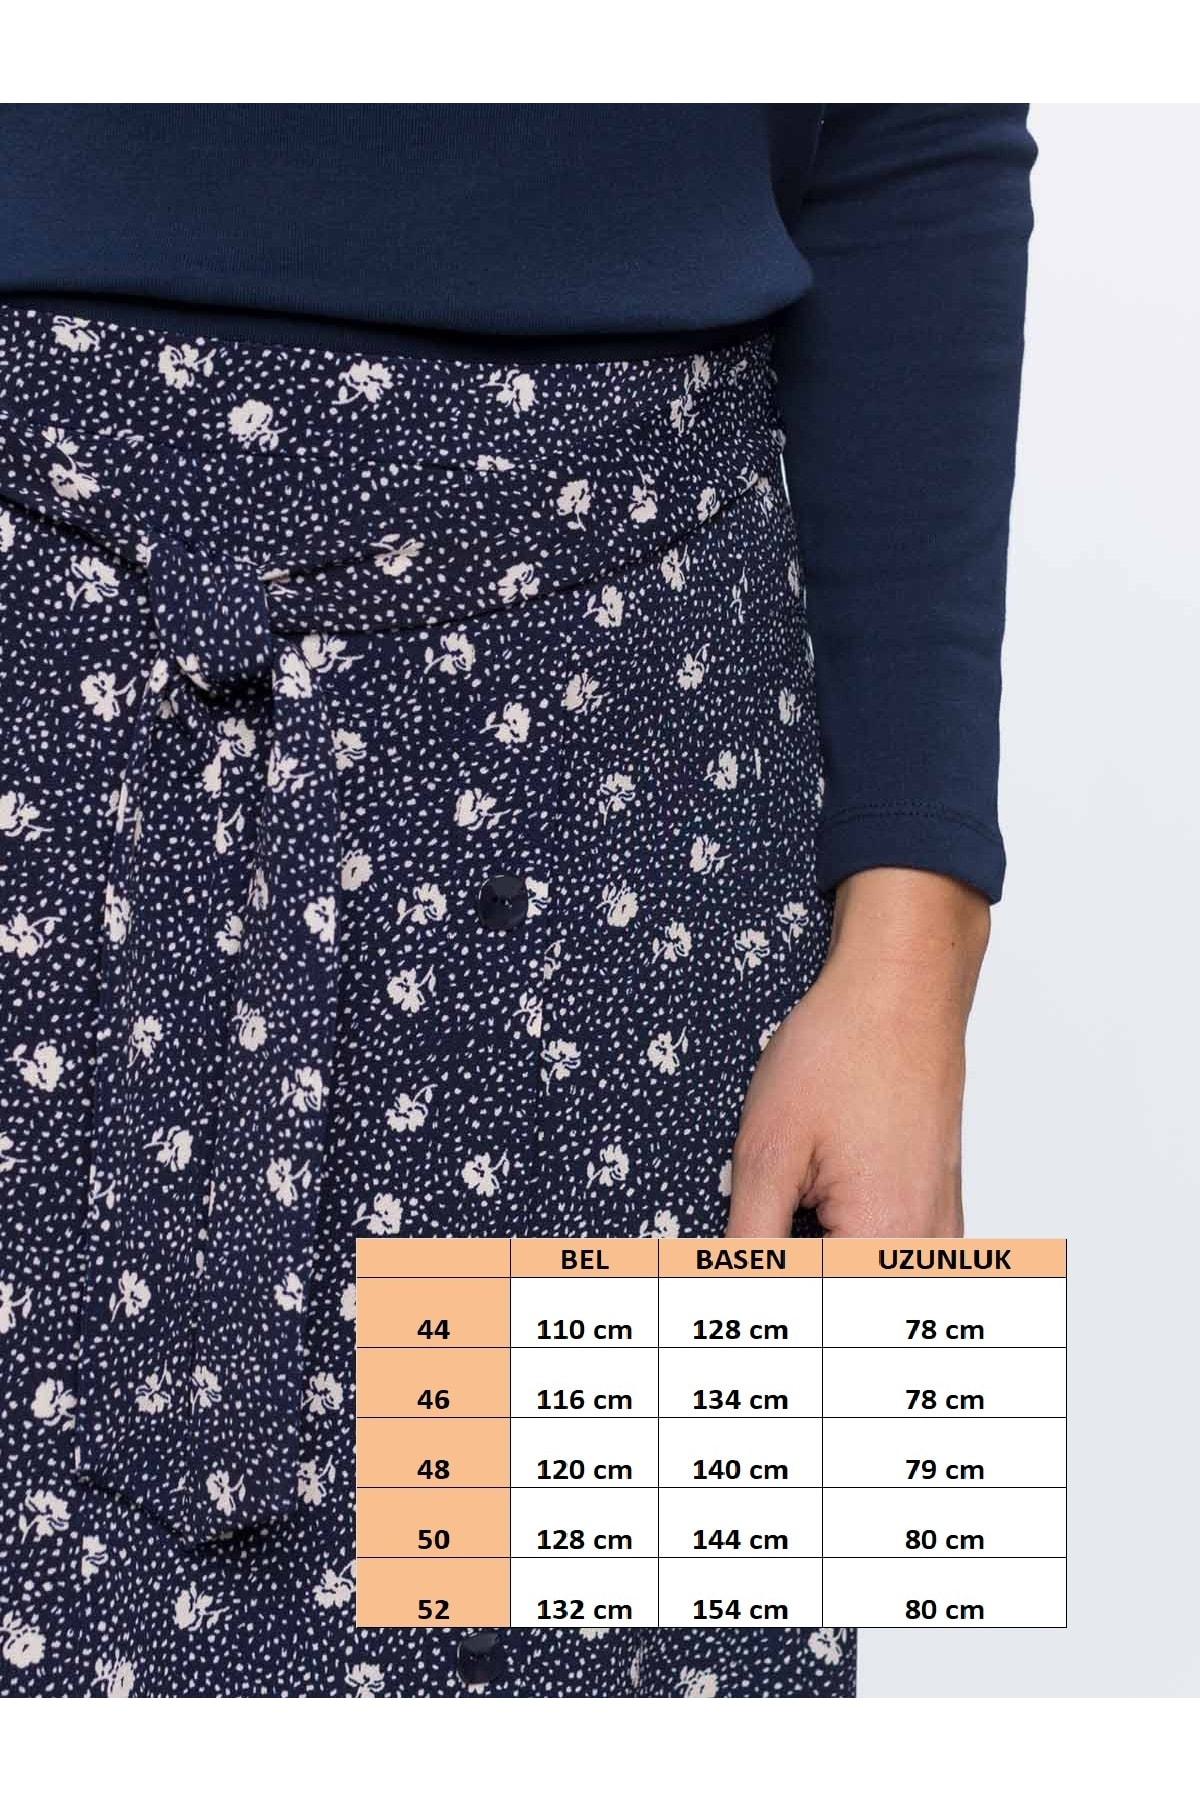 BEL BASEN UZUNLUK
44 110 cm 128 cm 78 cm
46 116 cm 134 cm 78 cm
48 120 cm 140 cm 79 cm
50 128 cm 144 cm 80 cm
52 132 cm 154 cm 80 cm